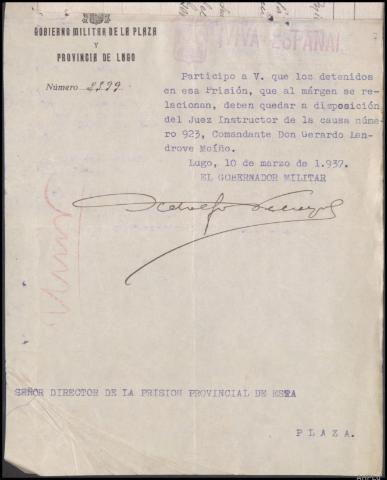 GOBIERNO MILITAR DE LA PLAZA
Y
PROVINCIA DE LUGO
Número 2299
¡VIVA ESPAÑA!
Participo a V. que los detenidos
en esa Prisión, que al márgen se re-
lacionan, deben quedar a disposición
del Juez Instructor de la causa núme-
ro 923, Comandante Don Gerardo Lan-
drove Moíño.
Lugo, 10 de marzo de 1.937.
EL GOBERNADOR MILITAR
SEÑOR DIRECTOR DE LA PRISION PROVINCIAL DE ESTA
PLAZA.